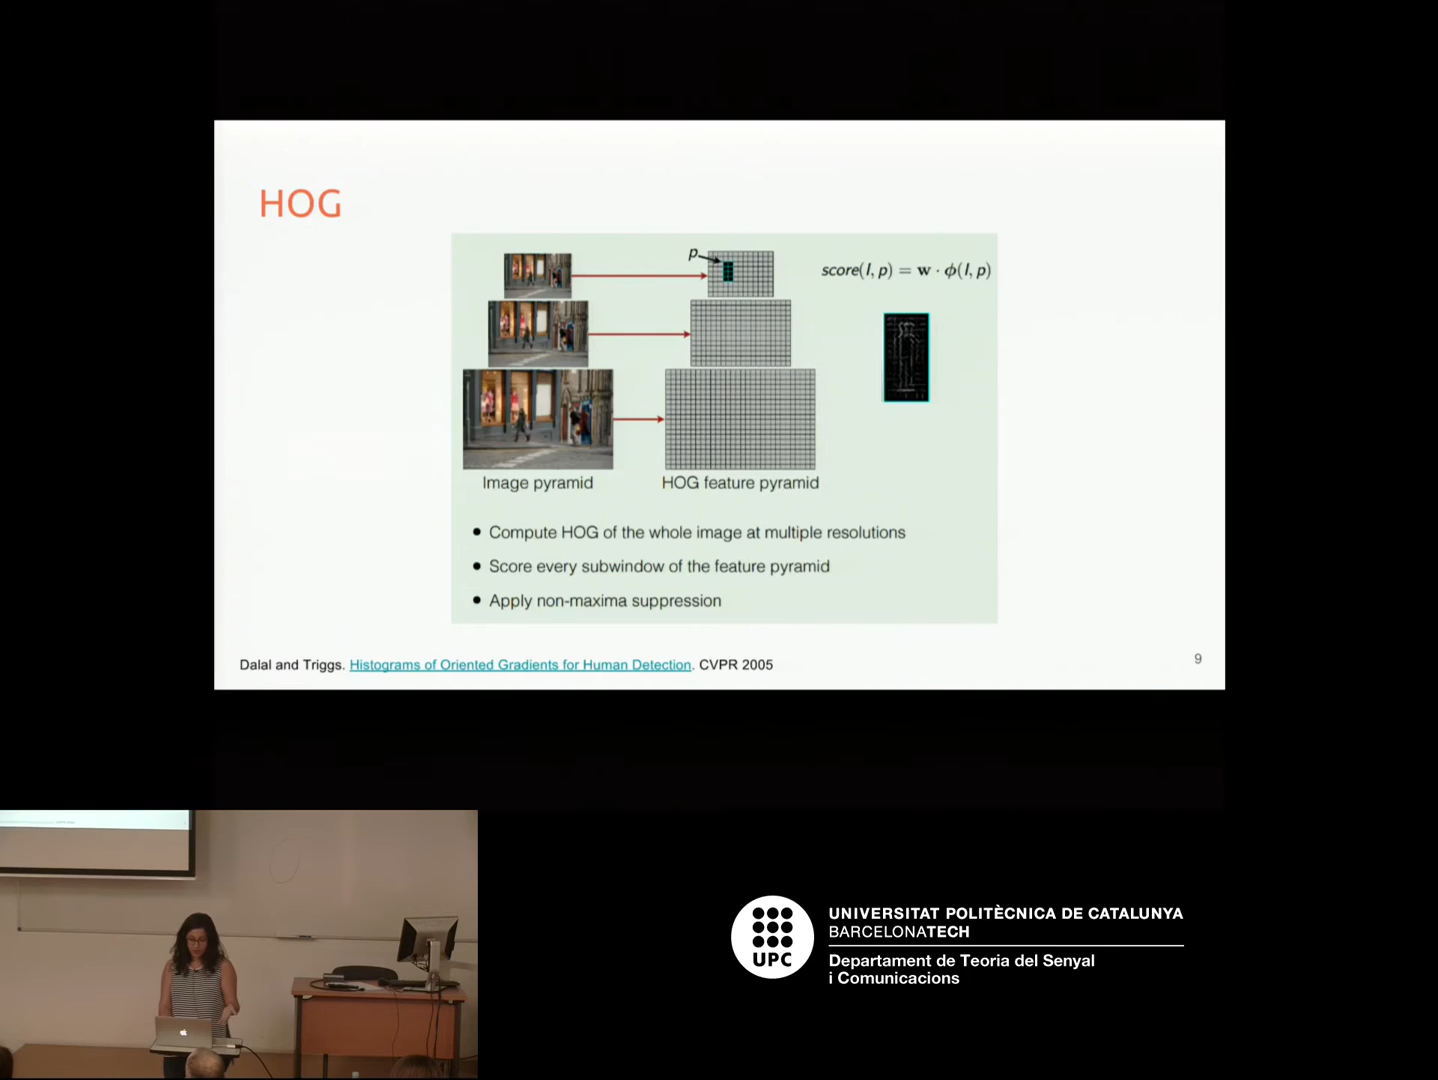 HOG
p
score(I, p) = w · ϕ(I, p)
Image pyramid
HOG feature pyramid
• Compute HOG of the whole image at multiple resolutions
• Score every subwindow of the feature pyramid
• Apply non-maxima suppression
Dalal and Triggs. Histograms of Oriented Gradients for Human Detection. CVPR 2005
9
UPC
UNIVERSITAT POLITÈCNICA DE CATALUNYA
BARCELONATECH
Departament de Teoria del Senyal
i Comunicacions